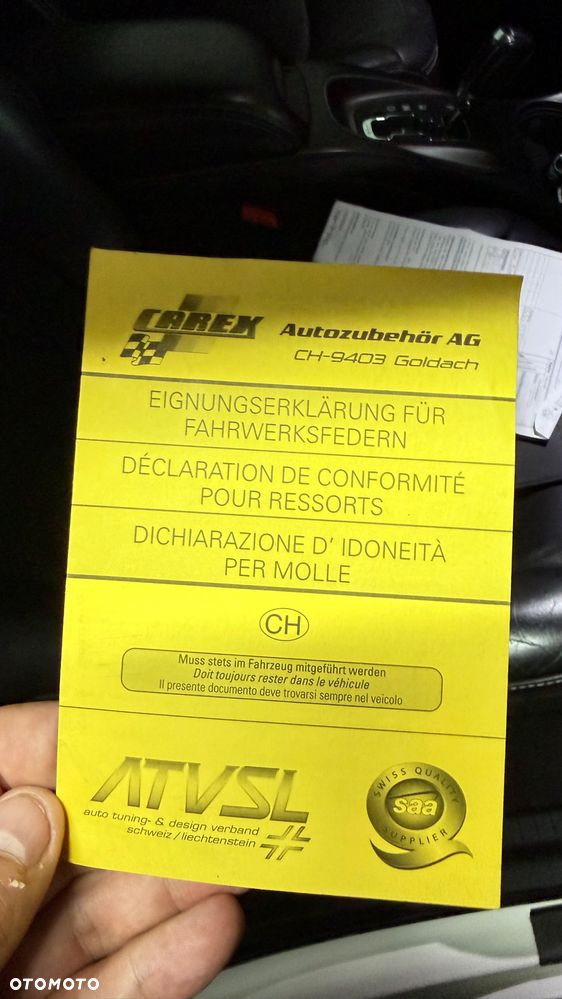 CAREX
Autozubehör AG
CH-9403 Goldach
EIGNUNGSERKLÄRUNG FÜR
FAHRWERKSFEDERN
DÉCLARATION DE CONFORMITÉ
POUR RESSORTS
DICHIARAZIONE D' IDONEITÀ
PER MOLLE
CH
Muss stets im Fahrzeug mitgeführt werden
Doit toujours rester dans le véhicule
Il presente documento deve trovarsi sempre nel veicolo
ATVSL
auto tuning- & design verband
schweiz/liechtenstein
SWISS QUALITY
saa
SUPPLIER
OTOMOTO